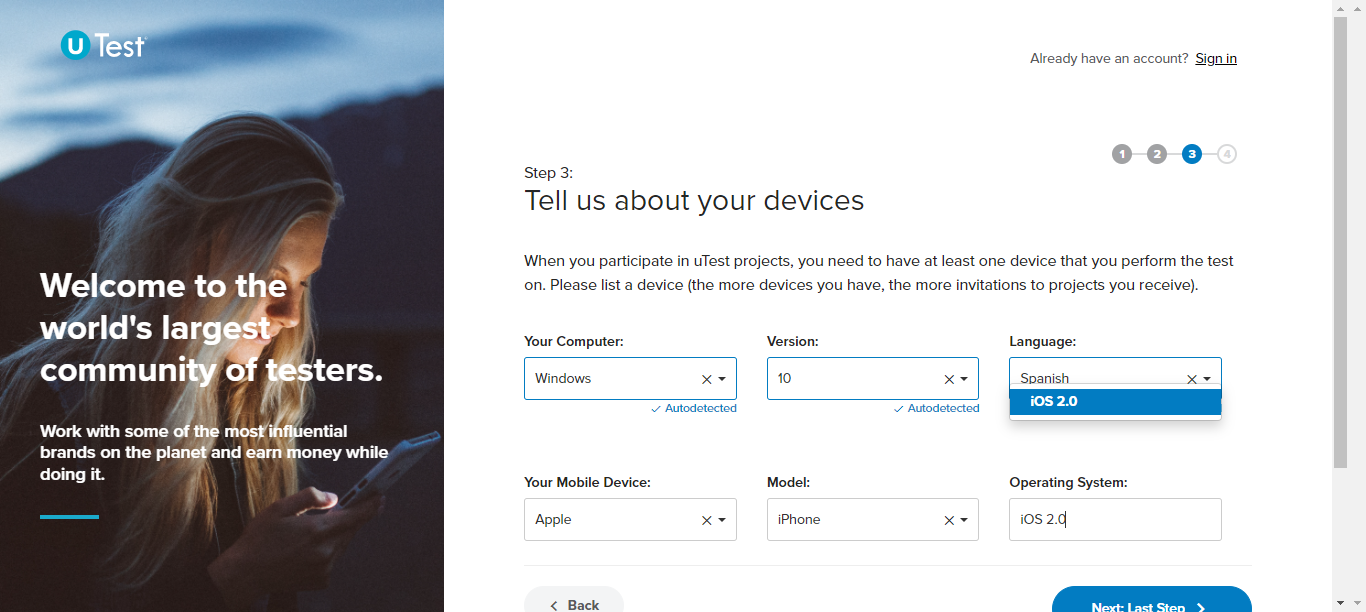 uTest
Already have an account? Sign in
1 2 3 4
Step 3:
Tell us about your devices
Welcome to the
world's largest
community of testers.
Work with some of the most influential
brands on the planet and earn money while
doing it.
When you participate in uTest projects, you need to have at least one device that you perform the test
on. Please list a device (the more devices you have, the more invitations to projects you receive).
Your Computer: Version: Language:
Windows 10 Spanish
iOS 2.0
Autodetected Autodetected
Your Mobile Device: Model: Operating System:
Apple iPhone iOS 2.0
Back Next: Last Step